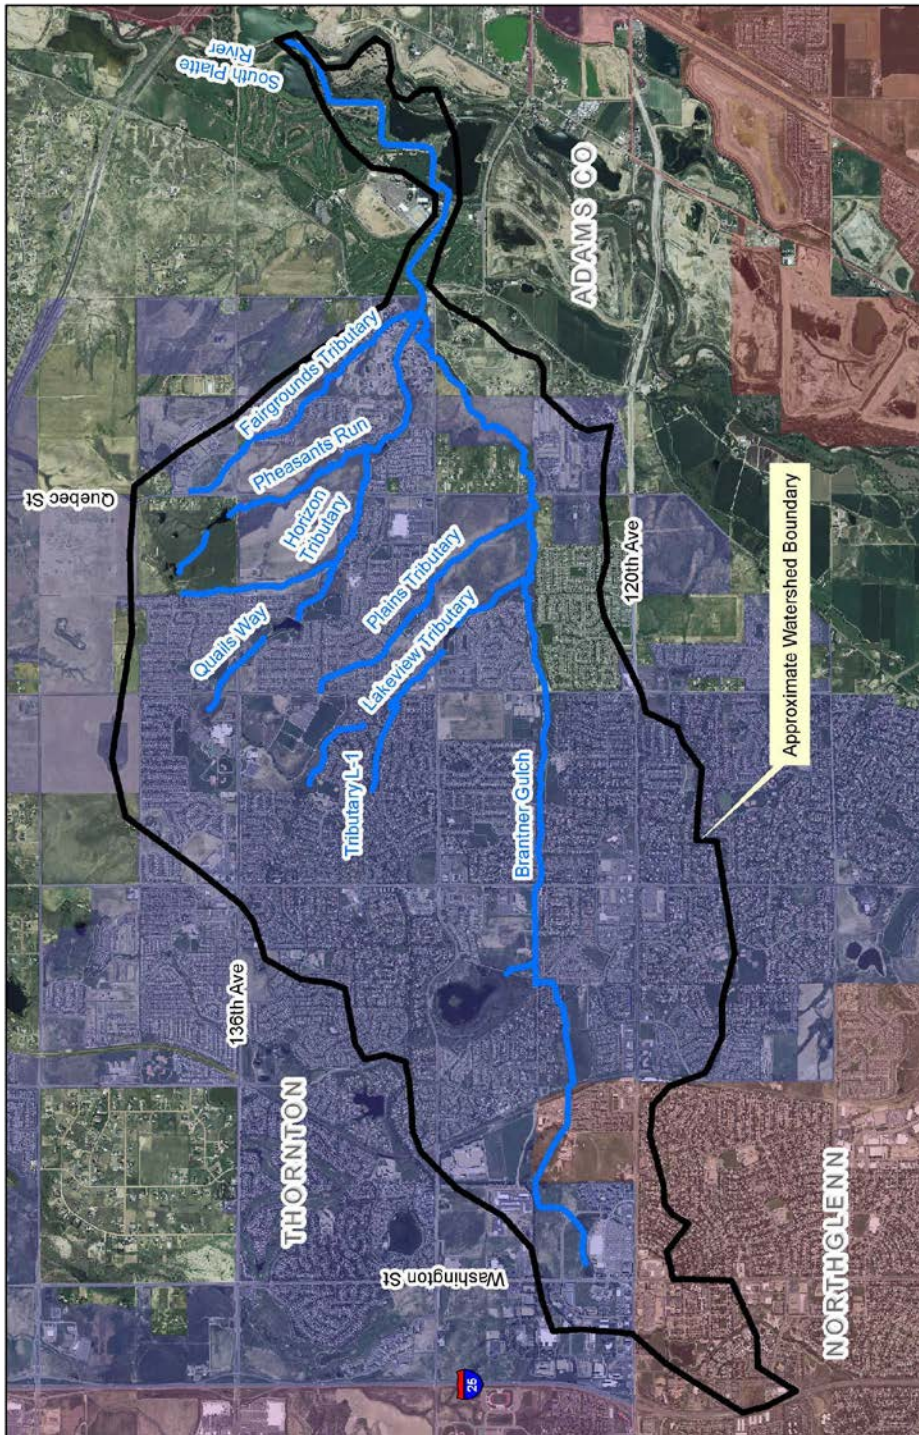 South Platte
River
ADAMS CO
Fairgrounds Tributary
Pheasants Run
Quebec St
Horizon
Tributary
Plains Tributary
120th Ave
Quails Way
Lakeview Tributary
Tributary L-1
Brantner Gulch
Approximate Watershed Boundary
136th Ave
THORNTON
Washington St
NORTHGLENN
25